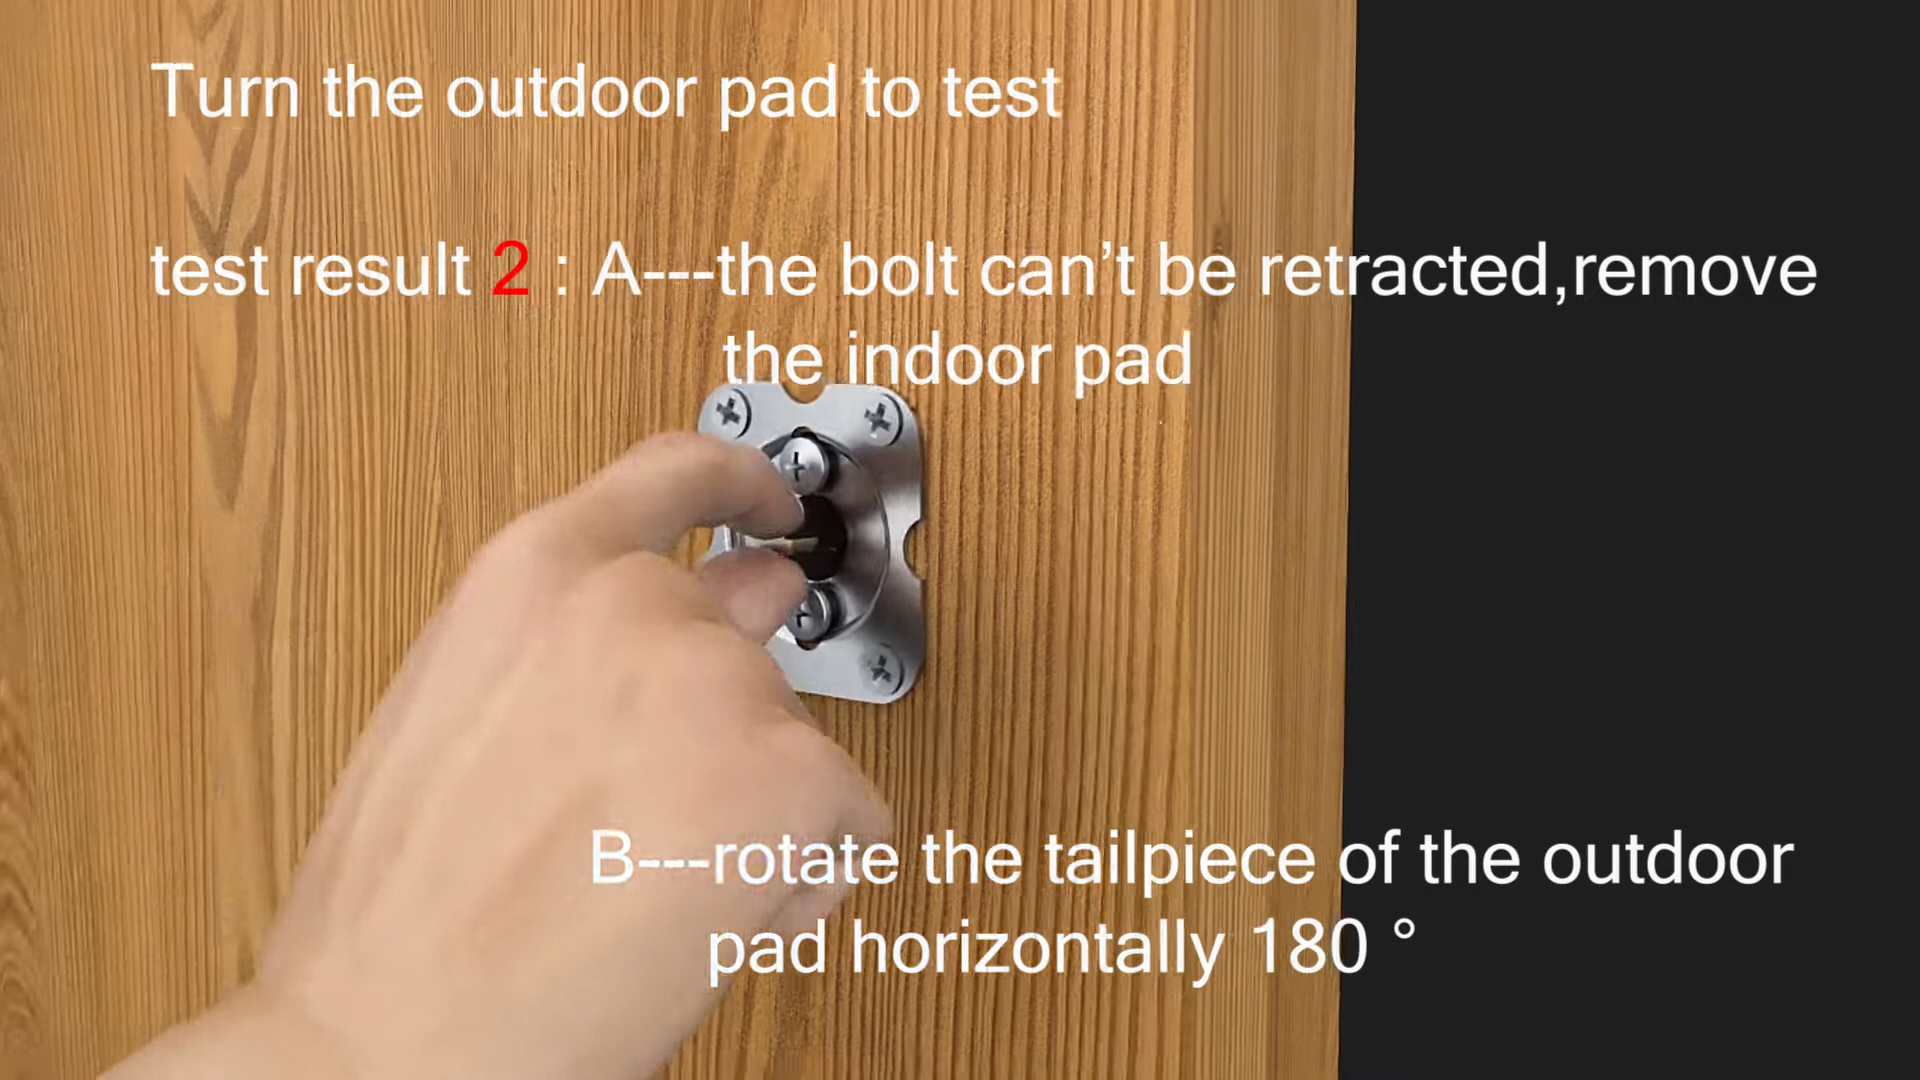 Turn the outdoor pad to test
test result 2 : A---the bolt can’t be retracted,remove
the indoor pad
B---rotate the tailpiece of the outdoor
pad horizontally 180 °